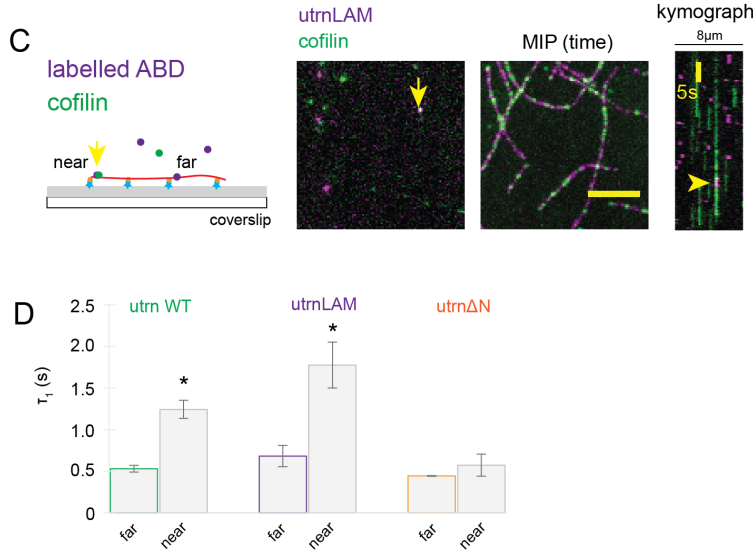 C
labelled ABD
cofilin
near
far
coverslip
utrnLAM
cofilin
MIP (time)
kymograph
8μm
5s
D
utrn WT
utrnLAM
utrnΔN
τ1 (s)
2.5
2.0
1.5
1.0
0.5
0
*
*
far
near
far
near
far
near